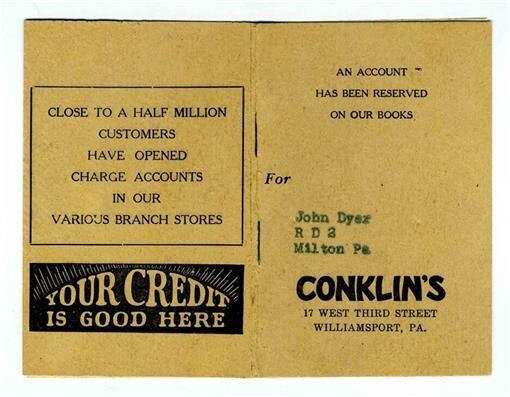 CLOSE TO A HALF MILLION
CUSTOMERS
HAVE OPENED
CHARGE ACCOUNTS
IN OUR
VARIOUS BRANCH STORES
YOUR CREDIT
IS GOOD HERE
AN ACCOUNT
HAS BEEN RESERVED
ON OUR BOOKS
For
John Dyer
R D 3
Milton Pa
CONKLIN'S
17 WEST THIRD STREET
WILLIAMSPORT, PA.